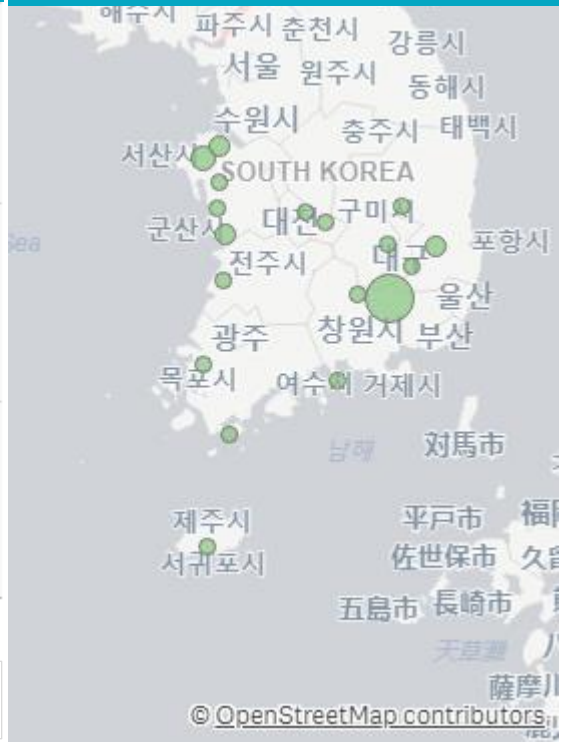 해주시
파주시 춘천시
강릉시
서울 원주시
동해시
수원시
충주시 태백시
서산시
SOUTH KOREA
대전 구미시
군산시
포항시
Sea
대구
전주시
울산
창원시 부산
광주
목포시
여수시 거제시
남해
対馬市
제주시
平戸市
서귀포시
佐世保市
五島市 長崎市
天草灘
© OpenStreetMap contributors